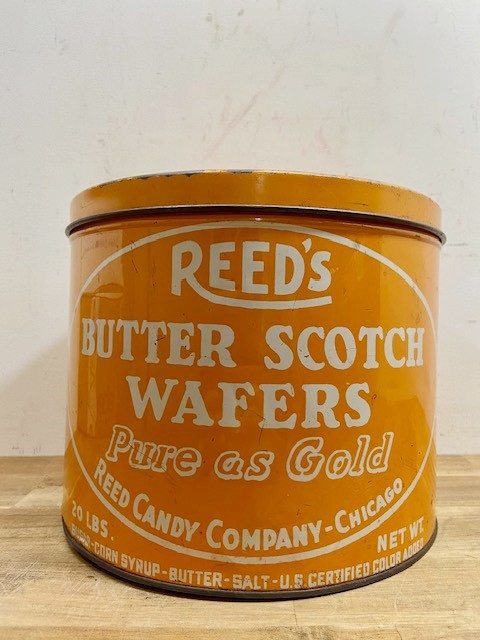 REED'S
BUTTER SCOTCH
WAFERS
Pure as Gold
REED CANDY COMPANY-CHICAGO
20 LBS.
NET WT.
-CORN SYRUP-BUTTER-SALT-U.S. CERTIFIED COLOR ADDED